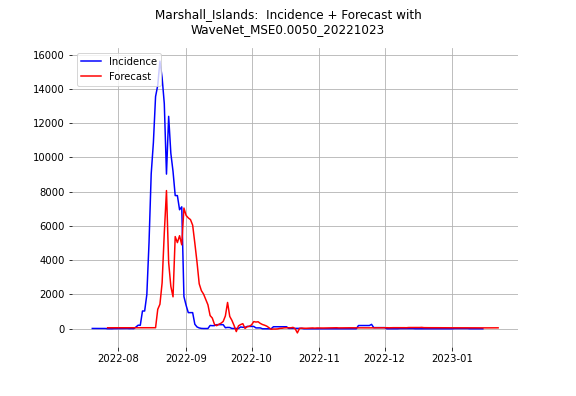 Marshall_Islands:  Incidence + Forecast with
WaveNet_MSE0.0050_20221023
Incidence
Forecast
16000
14000
12000
10000
8000
6000
4000
2000
0
2022-08 2022-09 2022-10 2022-11 2022-12 2023-01